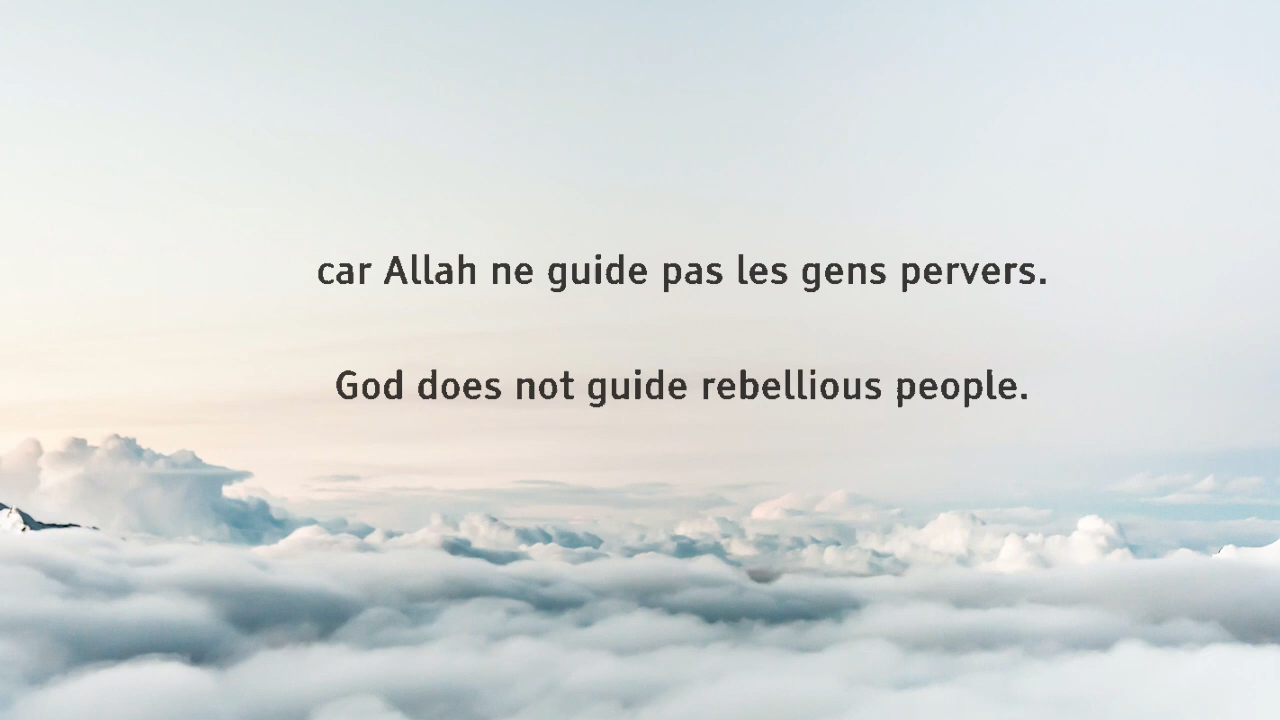 car Allah ne guide pas les gens pervers.
God does not guide rebellious people.